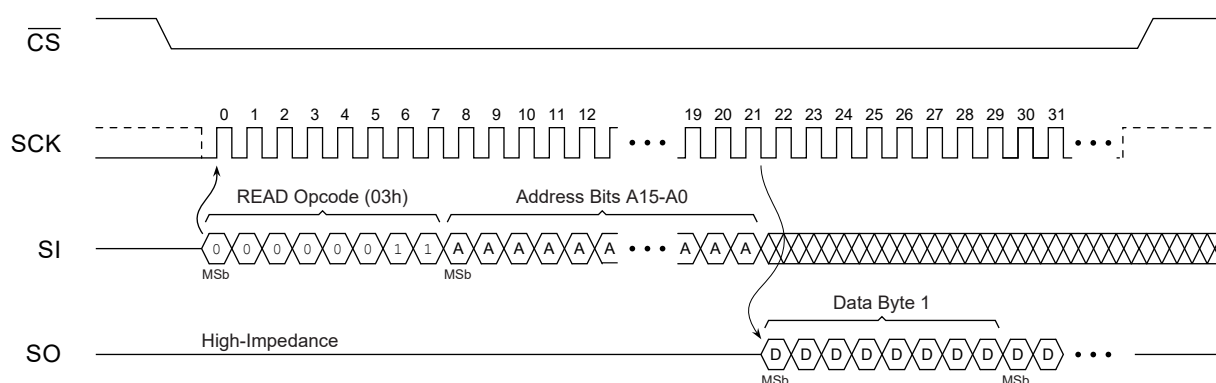 CS
0 1 2 3 4 5 6 7 8 9 10 11 12 19 20 21 22 23 24 25 26 27 28 29 30 31
SCK
READ Opcode (03h) Address Bits A15-A0
SI 0 0 0 0 0 0 1 1 A A A A A A A A A
MSb MSb
Data Byte 1
High-Impedance
SO D D D D D D D D D D
MSb MSb